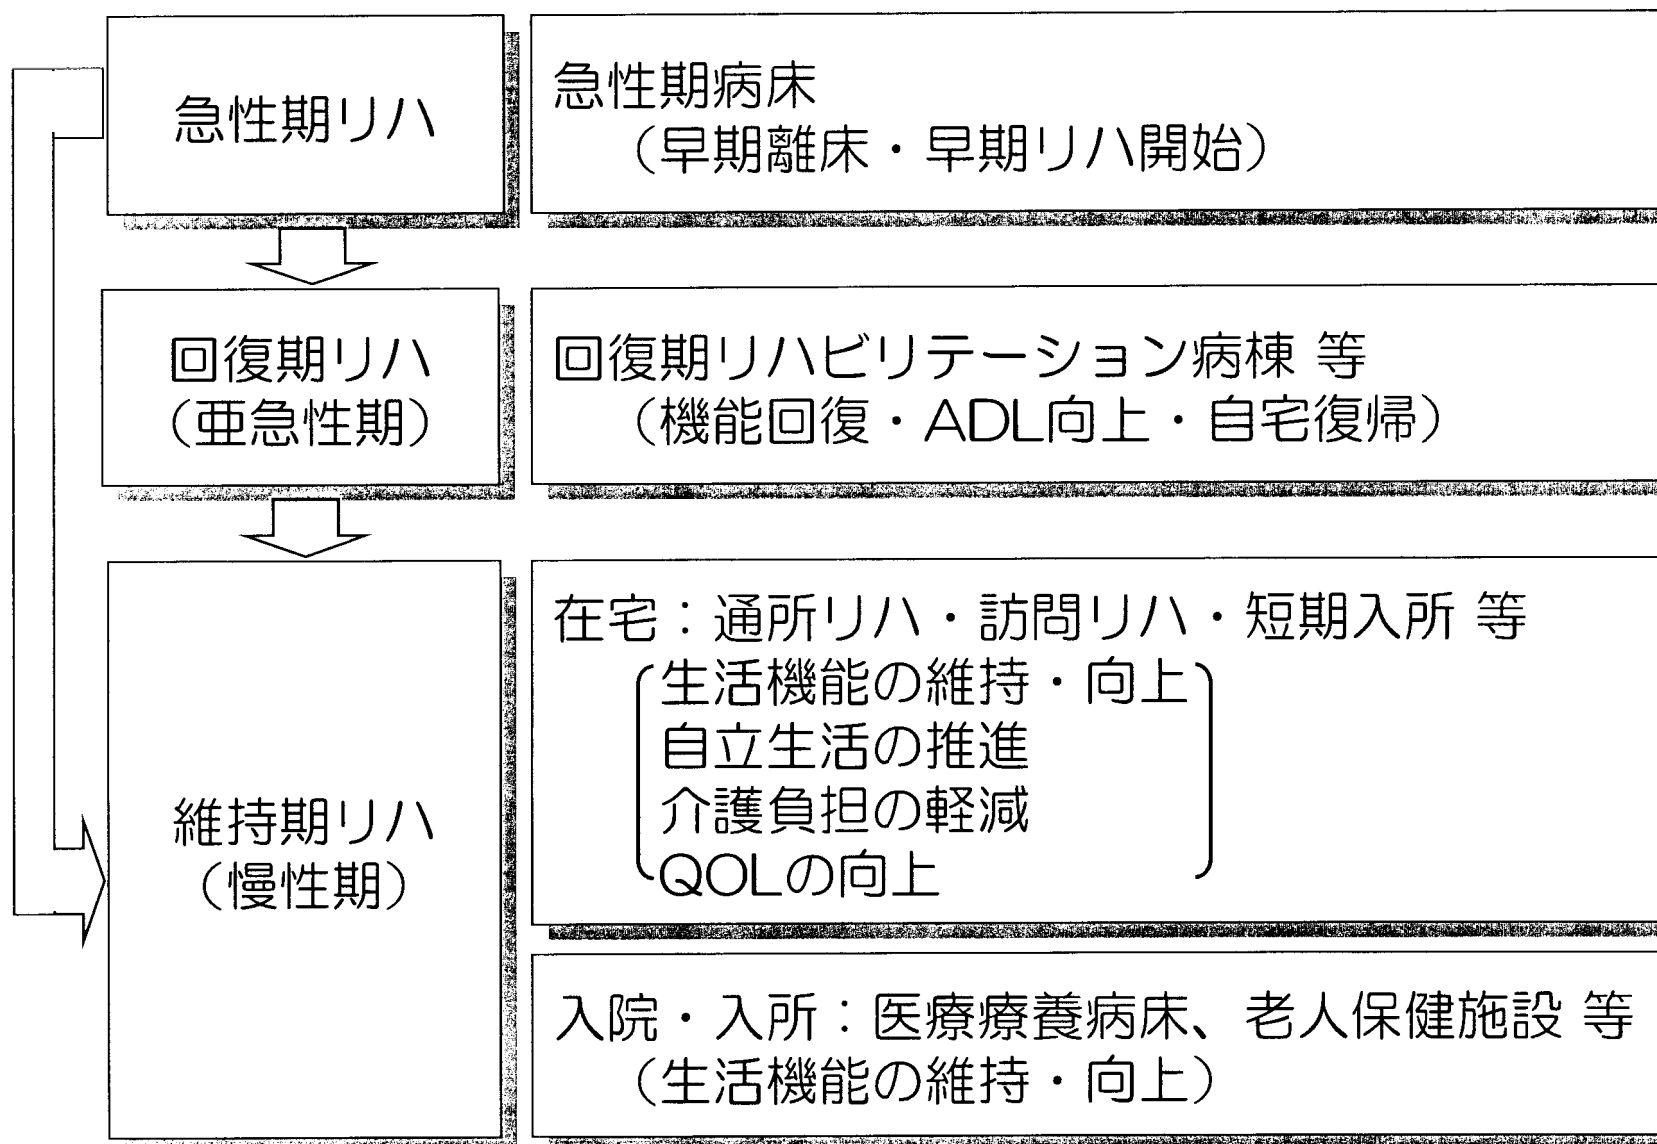 急性期リハ
急性期病床
(早期離床・早期リハ開始)
回復期リハ
(亜急性期)
回復期リハビリテーション病棟 等
(機能回復・ADL向上・自宅復帰)
維持期リハ
(慢性期)
在宅:通所リハ・訪問リハ・短期入所 等
生活機能の維持・向上
自立生活の推進
介護負担の軽減
QOLの向上
入院・入所:医療療養病床、老人保健施設 等
(生活機能の維持・向上)